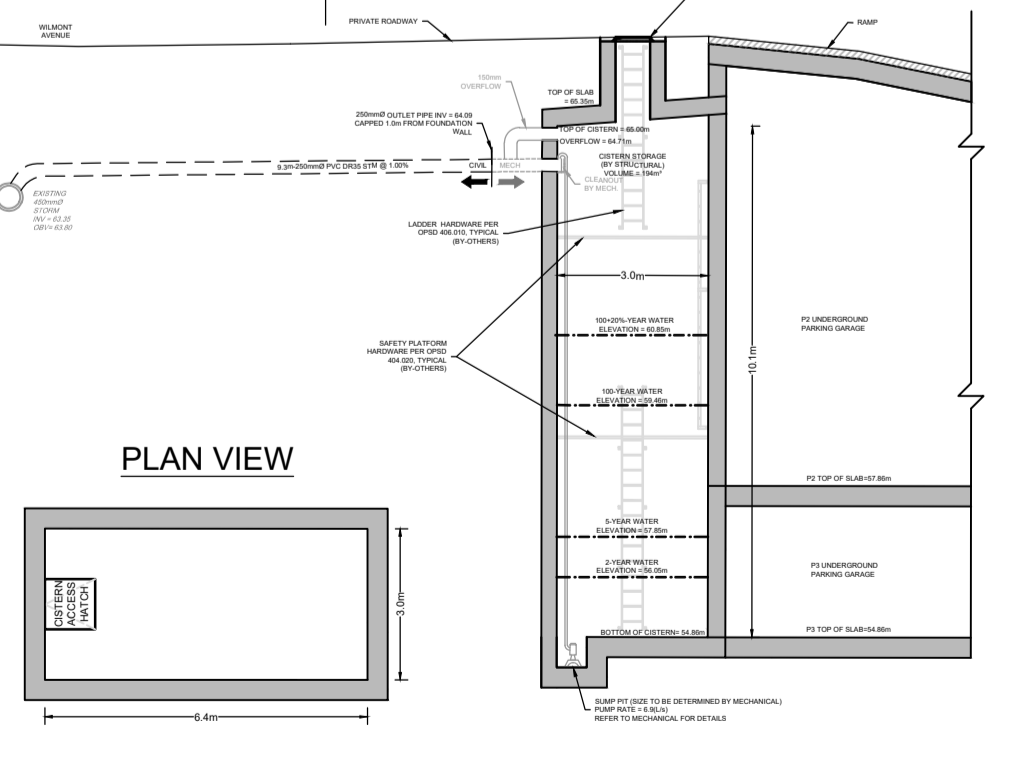 WILMONT
AVENUE
PRIVATE ROADWAY
RAMP
150mm
OVERFLOW
TOP OF SLAB
= 65.35m
250mmØ OUTLET PIPE INV = 64.09
CAPPED 1.0m FROM FOUNDATION
WALL
TOP OF CISTERN = 65.00m
OVERFLOW = 64.71m
CISTERN STORAGE
(BY STRUCTURAL)
VOLUME = 194m³
9.3m-250mmØ PVC DR35 STM @ 1.00%
CIVIL
MECH
CLEANOUT
BY MECH.
EXISTING
450mmØ
STORM
INV = 63.35
OBV= 63.80
LADDER HARDWARE PER
OPSD 406.010, TYPICAL
(BY-OTHERS)
3.0m
100+20%-YEAR WATER
ELEVATION = 60.85m
P2 UNDERGROUND
PARKING GARAGE
SAFETY PLATFORM
HARDWARE PER OPSD
404.020, TYPICAL
(BY-OTHERS)
10.1m
100-YEAR WATER
ELEVATION = 59.46m
PLAN VIEW
P2 TOP OF SLAB=57.86m
5-YEAR WATER
ELEVATION = 57.85m
2-YEAR WATER
ELEVATION = 56.05m
P3 UNDERGROUND
PARKING GARAGE
CISTERN
ACCESS
HATCH
3.0m
BOTTOM OF CISTERN= 54.86m
P3 TOP OF SLAB=54.86m
6.4m
SUMP PIT (SIZE TO BE DETERMINED BY MECHANICAL)
PUMP RATE = 6.9(L/s)
REFER TO MECHANICAL FOR DETAILS